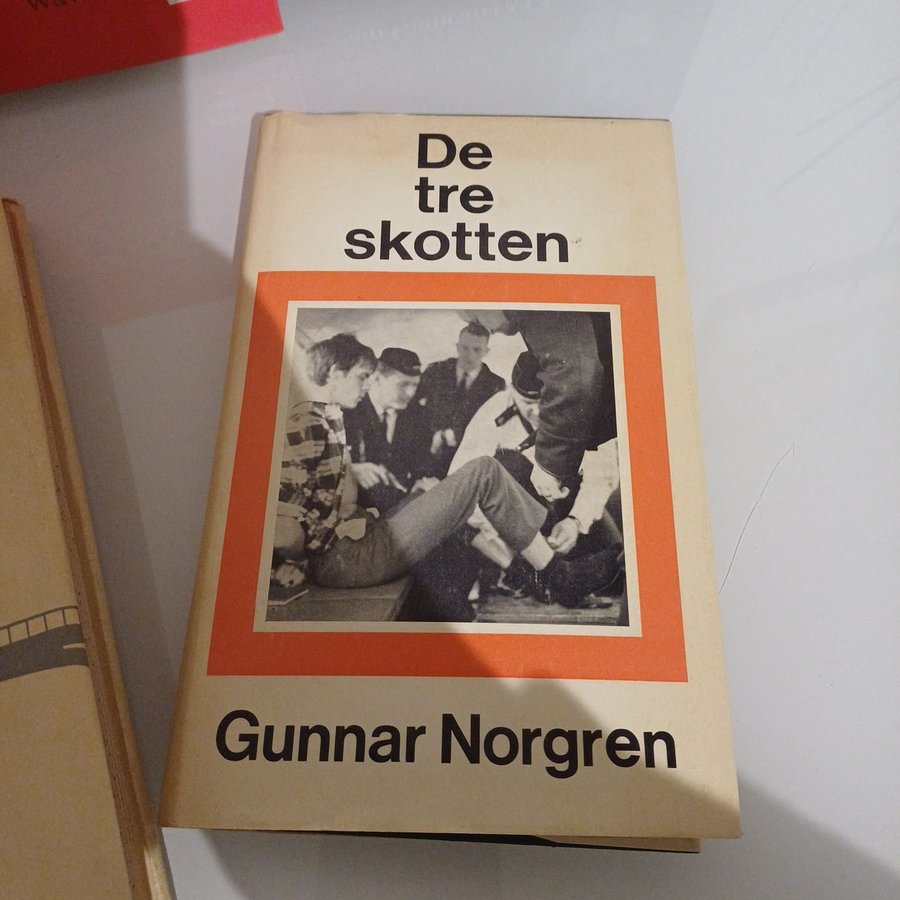 De
tre
skotten
Gunnar Norgren